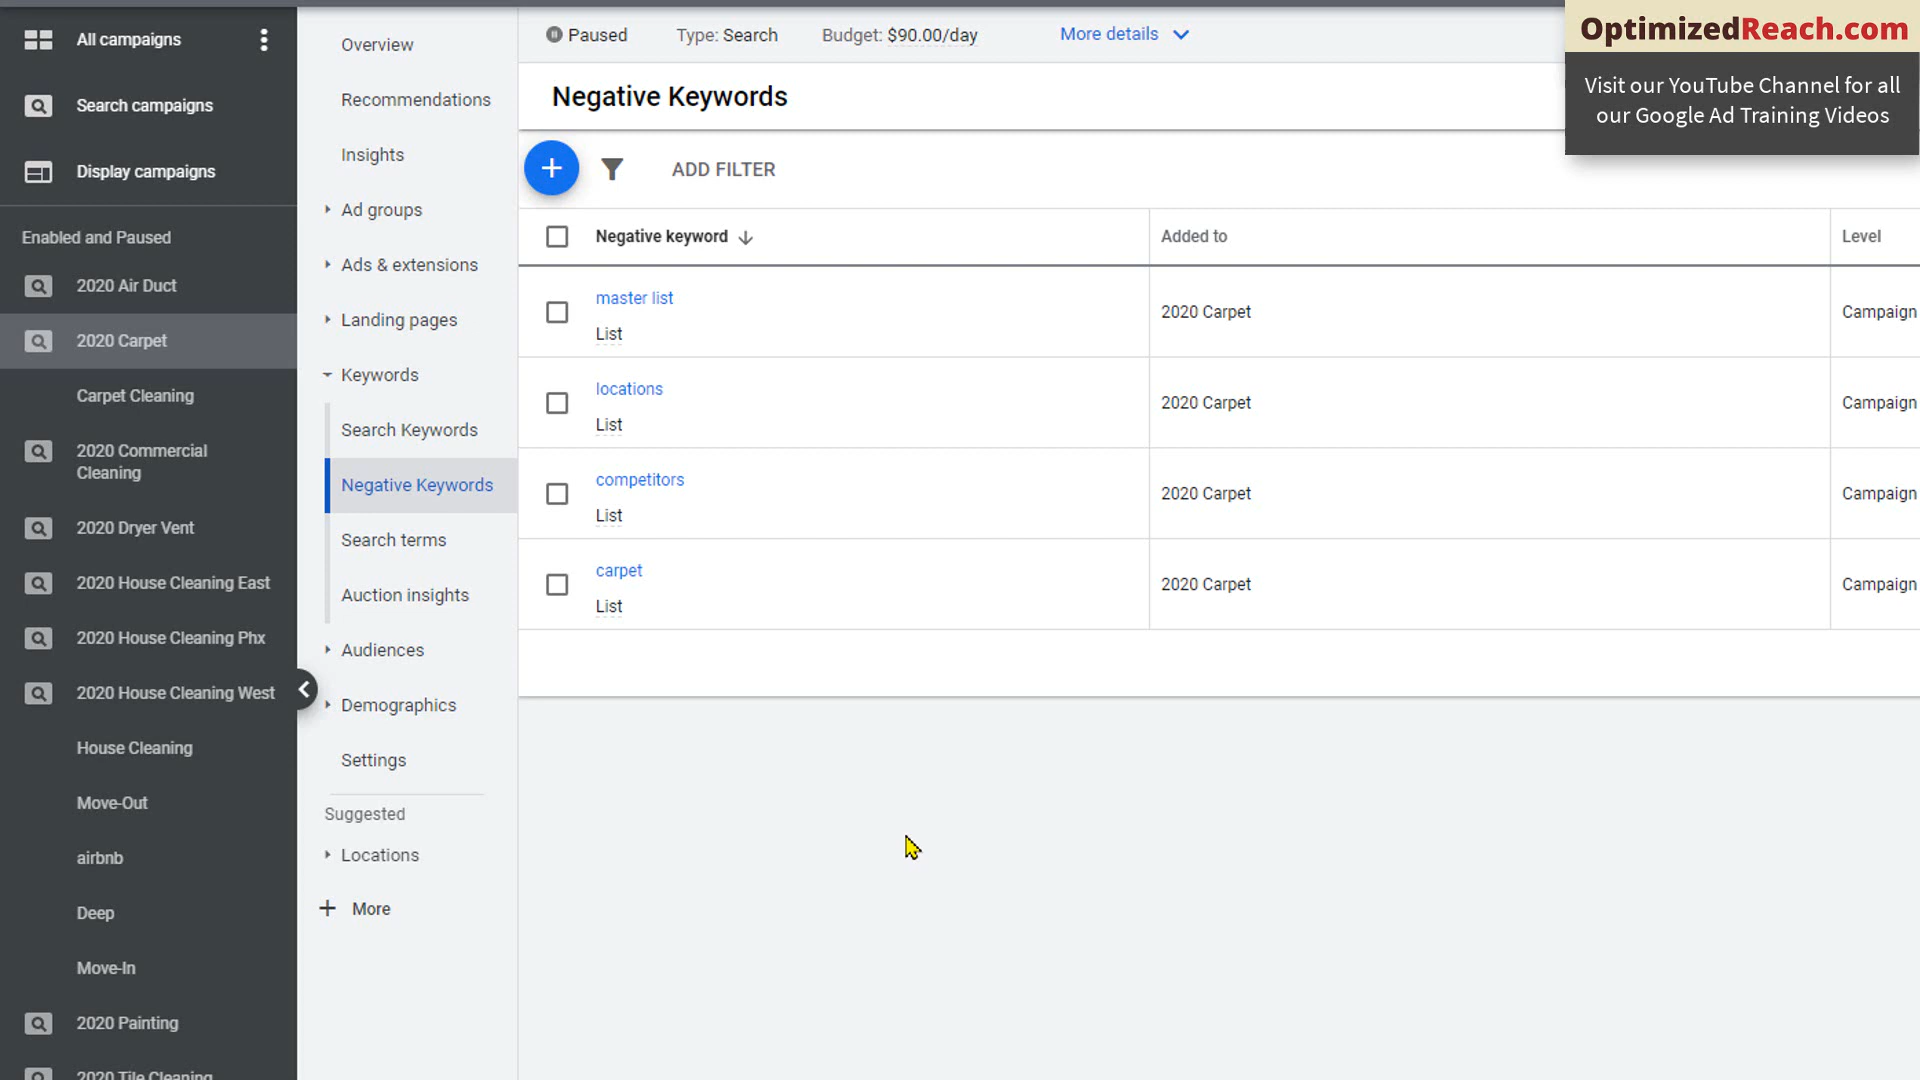 All campaigns
Search campaigns
Display campaigns
Enabled and Paused
2020 Air Duct
2020 Carpet
Carpet Cleaning
2020 Commercial
Cleaning
2020 Dryer Vent
2020 House Cleaning East
2020 House Cleaning Phx
2020 House Cleaning West
House Cleaning
Move-Out
airbnb
Deep
Move-In
2020 Painting
2020 Tile Cleaning
Overview
Recommendations
Insights
Ad groups
Ads & extensions
Landing pages
Keywords
Search Keywords
Negative Keywords
Search terms
Auction insights
Audiences
Demographics
Settings
Suggested
Locations
+ More
Paused Type: Search Budget: $90.00/day More details
Negative Keywords
ADD FILTER
Negative keyword Added to Level
master list
List
2020 Carpet Campaign
locations
List
2020 Carpet Campaign
competitors
List
2020 Carpet Campaign
carpet
List
2020 Carpet Campaign
OptimizedReach.com
Visit our YouTube Channel for all
our Google Ad Training Videos